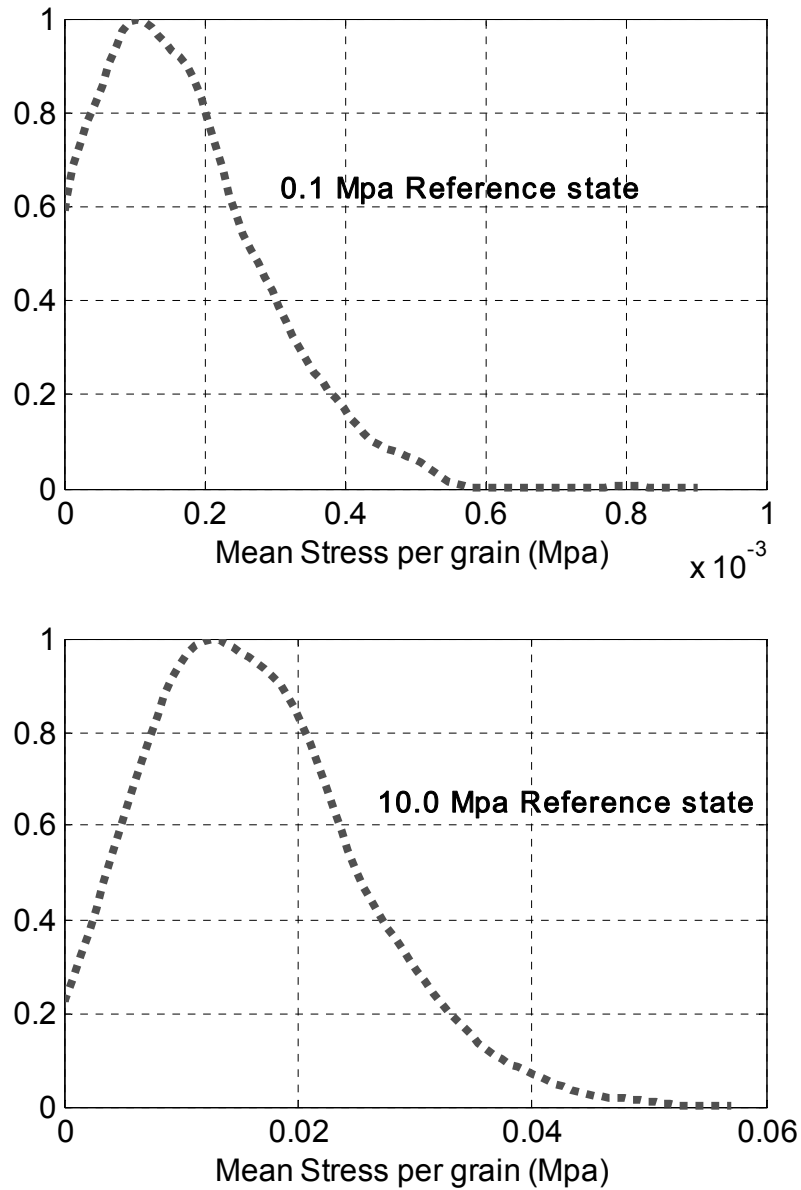 1
0.8
0.6
0.4
0.2
0
0.1 Mpa Reference state
0 0.2 0.4 0.6 0.8 1
Mean Stress per grain (Mpa)
x 10-3
1
0.8
0.6
0.4
0.2
0
10.0 Mpa Reference state
0 0.02 0.04 0.06
Mean Stress per grain (Mpa)